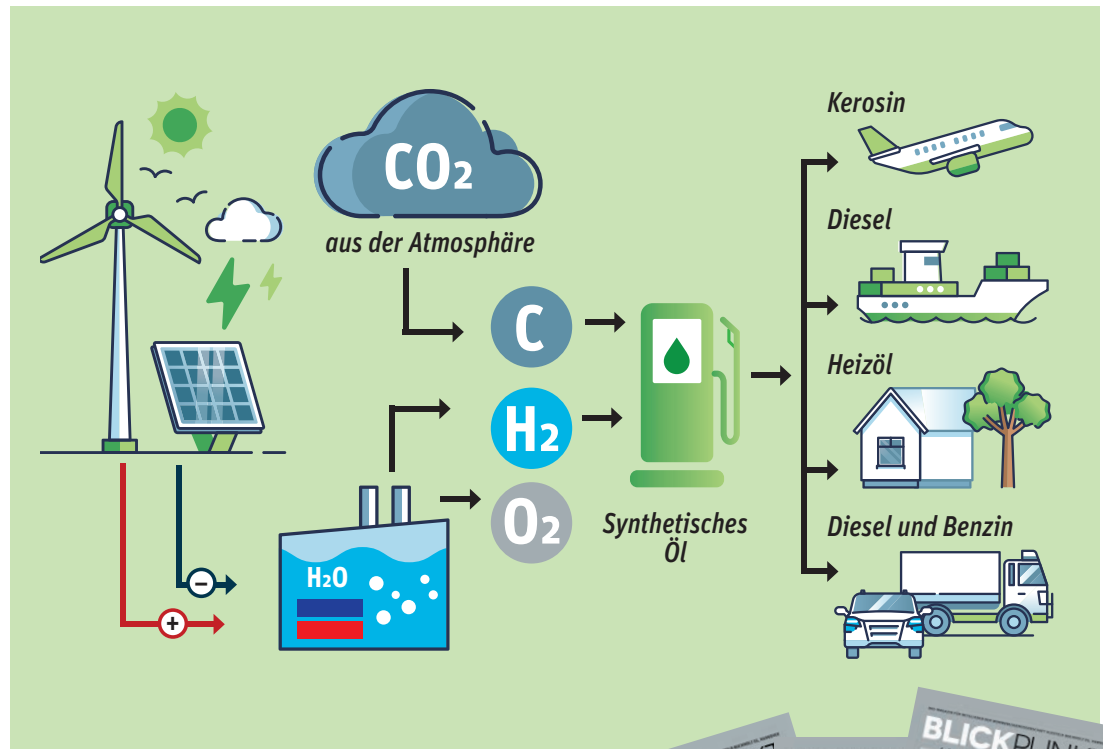 CO₂
aus der Atmosphäre
C
H₂
O₂
H₂O
−
+
Synthetisches
Öl
Kerosin
Diesel
Heizöl
Diesel und Benzin
BLICK